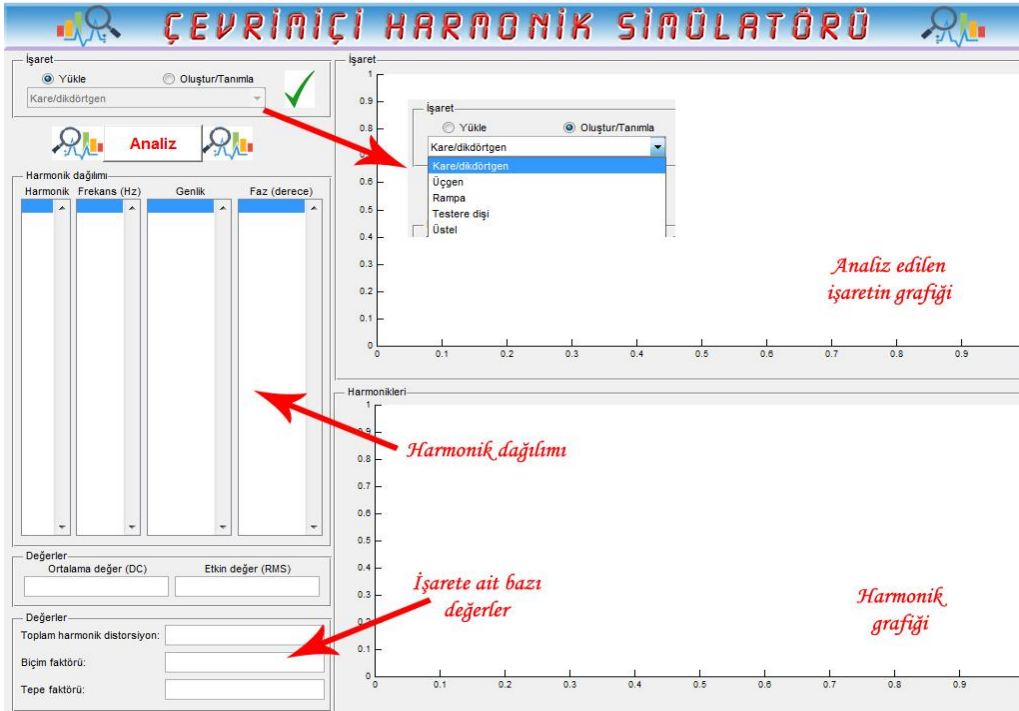 ÇEVRİMİÇİ HARMONİK SİMÜLATÖRÜ
İşaret
Yükle Oluştur/Tanımla
Kare/dikdörtgen
Analiz
Harmonik dağılımı
Harmonik Frekans (Hz) Genlik Faz (derece)
Değerler
Ortalama değer (DC) Etkin değer (RMS)
Değerler
Toplam harmonik distorsiyon:
Biçim faktörü:
Tepe faktörü:
İşaret
1
0.9
0.8
0.6
0.5
0.4
0.3
0.2
0.1
0
0 0.1 0.2 0.3 0.4 0.5 0.6 0.7 0.8 0.9
İşaret
Yükle Oluştur/Tanımla
Kare/dikdörtgen
Kare/dikdörtgen
Üçgen
Rampa
Testere dişi
Üstel
Analiz edilen
işaretin grafiği
Harmonikleri
1
0.9
0.8
0.7
0.6
0.5
0.4
0.3
0.2
0.1
0
0 0.1 0.2 0.3 0.4 0.5 0.6 0.7 0.8 0.9
Harmonik dağılımı
İşarete ait bazı
değerler
Harmonik
grafiği